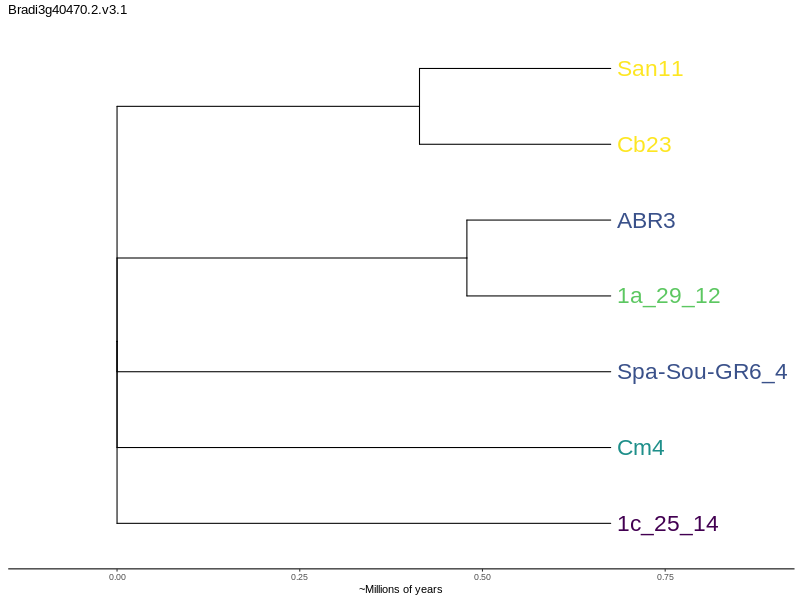 Bradi3g40470.2.v3.1
San11
Cb23
ABR3
1a_29_12
Spa-Sou-GR6_4
Cm4
1c_25_14
0.00 0.25 0.50 0.75
~Millions of years